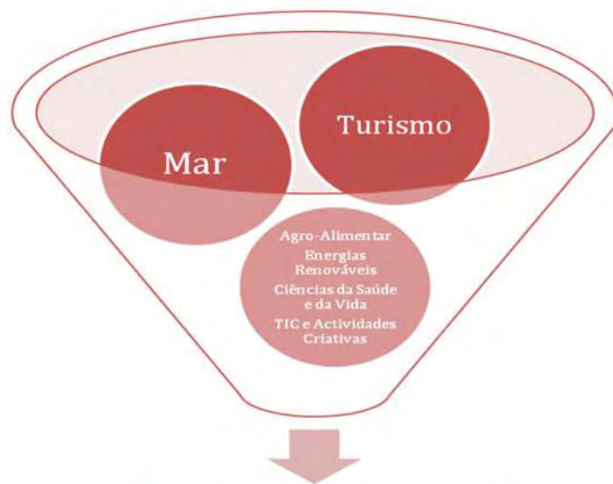 Mar
Turismo
Agro-Alimentar
Energias
Renováveis
Ciências da Saúde
e da Vida
TIC e Actividades
Criativas